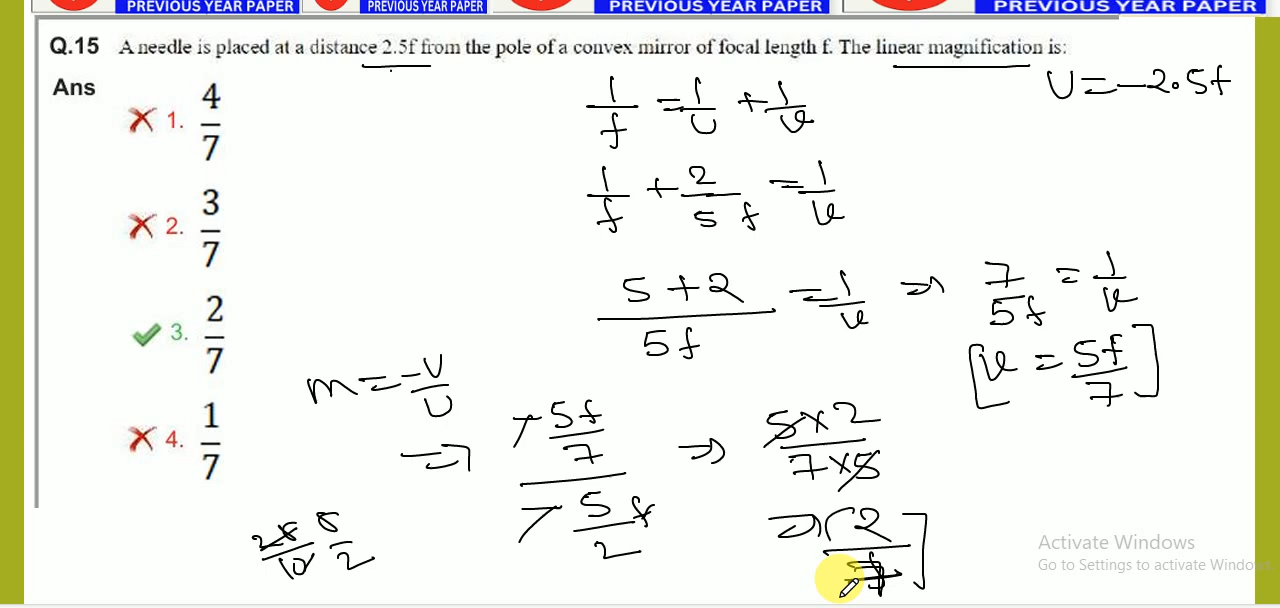 PREVIOUS YEAR PAPER PREVIOUS YEAR PAPER PREVIOUS YEAR PAPER PREVIOUS YEAR PAPER
Q.15 A needle is placed at a distance 2.5f from the pole of a convex mirror of focal length f. The linear magnification is:
Ans
1. 4/7
2. 3/7
3. 2/7
4. 1/7
U = -2.5f
1/f = 1/U + 1/v
1/f + 2/5f = 1/v
5+2/5f = 1/v ⇒ 7/5f = 1/v
[v = 5f/7]
m = -v/U
⇒ -5f/7 / -5f/2 ⇒ 5×2/7×5
⇒ [2/7]
25/10 5/2
Activate Windows
Go to Settings to activate Windows